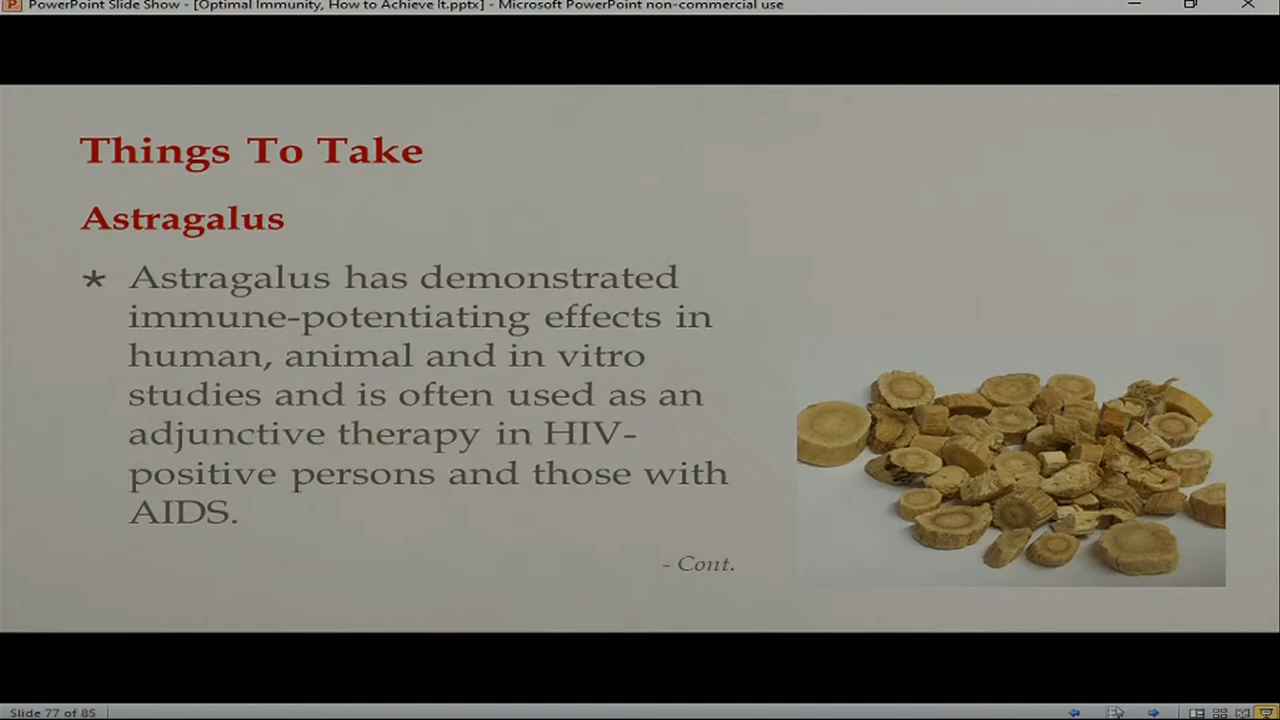 PowerPoint Slide Show - [Optimal Immunity, How to Achieve It.pptx] - Microsoft PowerPoint non-commercial use
Things To Take
Astragalus
* Astragalus has demonstrated
immune-potentiating effects in
human, animal and in vitro
studies and is often used as an
adjunctive therapy in HIV-
positive persons and those with
AIDS.
- Cont.
Slide 77 of 85